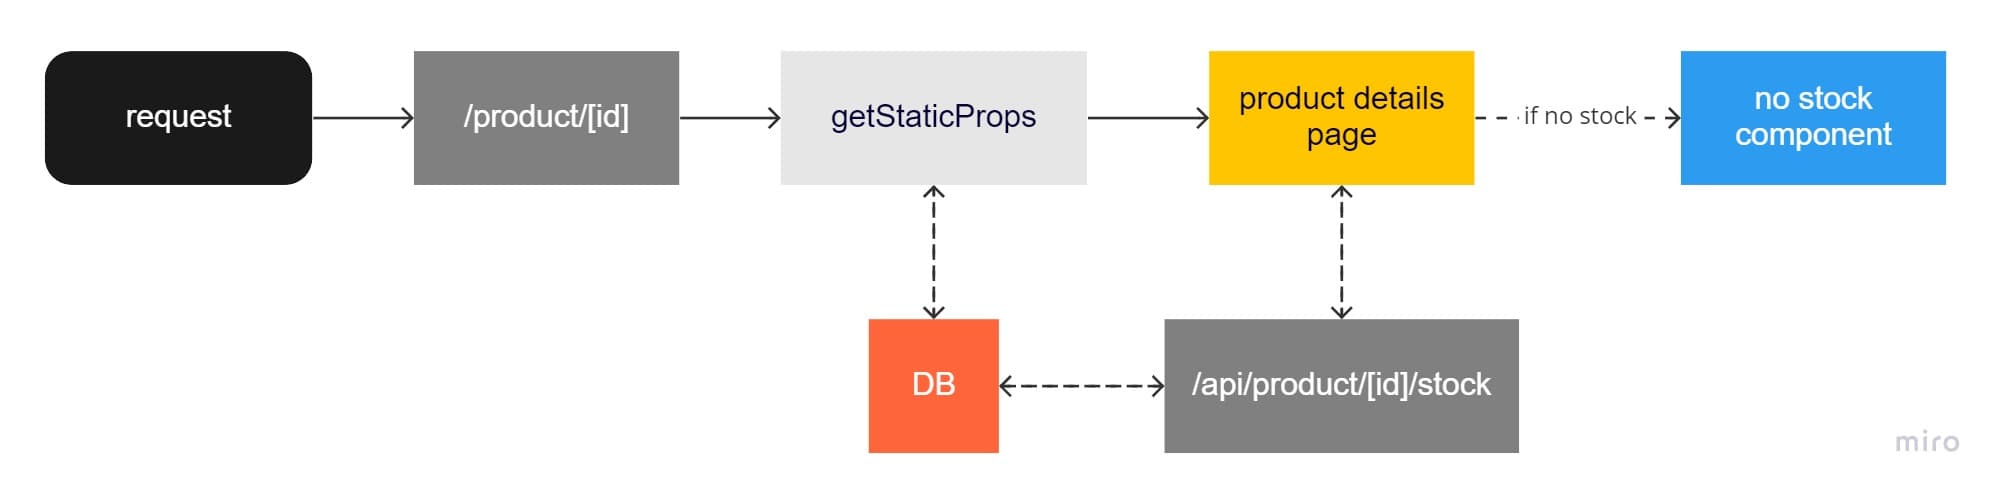 request
/product/[id]
getStaticProps
product details
page
if no stock
no stock
component
DB
/api/product/[id]/stock
miro